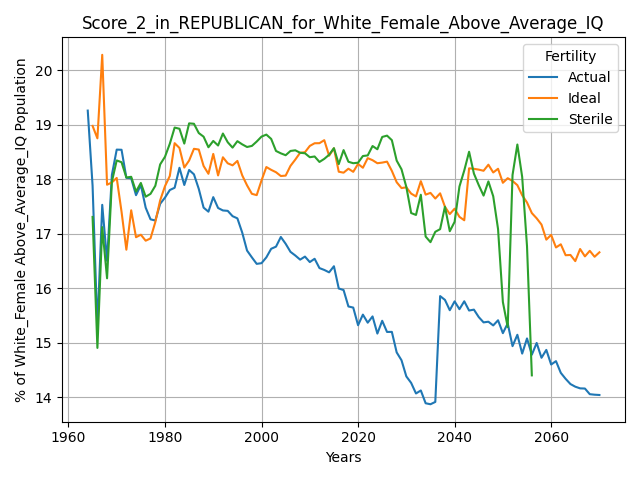 Score_2_in_REPUBLICAN_for_White_Female_Above_Average_IQ
% of White_Female Above_Average_IQ Population
20
19
18
17
16
15
14
Fertility
Actual
Ideal
Sterile
1960
1980
2000
2020
2040
2060
Years